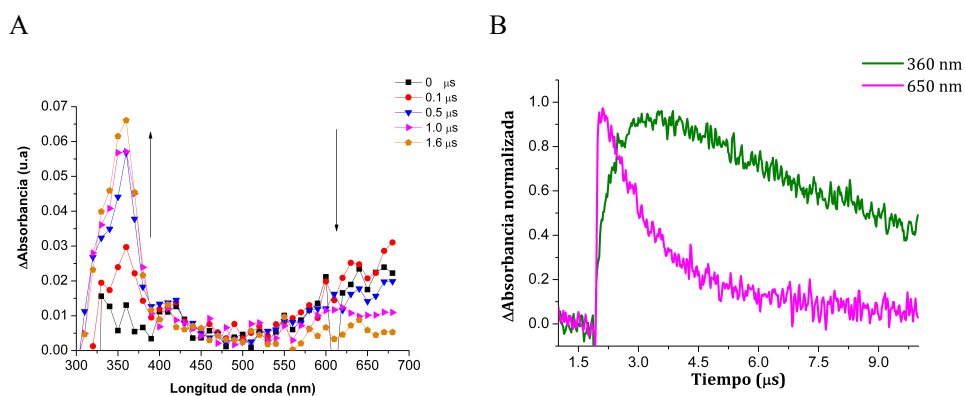 A
B
0 μs
0.1 μs
0.5 μs
1.0 μs
1.6 μs
ΔAbsorbancia (u.a)
0.07
0.06
0.05
0.04
0.03
0.02
0.01
0.00
300 350 400 450 500 550 600 650 700
Longitud de onda (nm)
360 nm
650 nm
ΔAbsorbancia normalizada
1.0
0.8
0.6
0.4
0.2
0.0
1.5 3.0 4.5 6.0 7.5 9.0
Tiempo (μs)